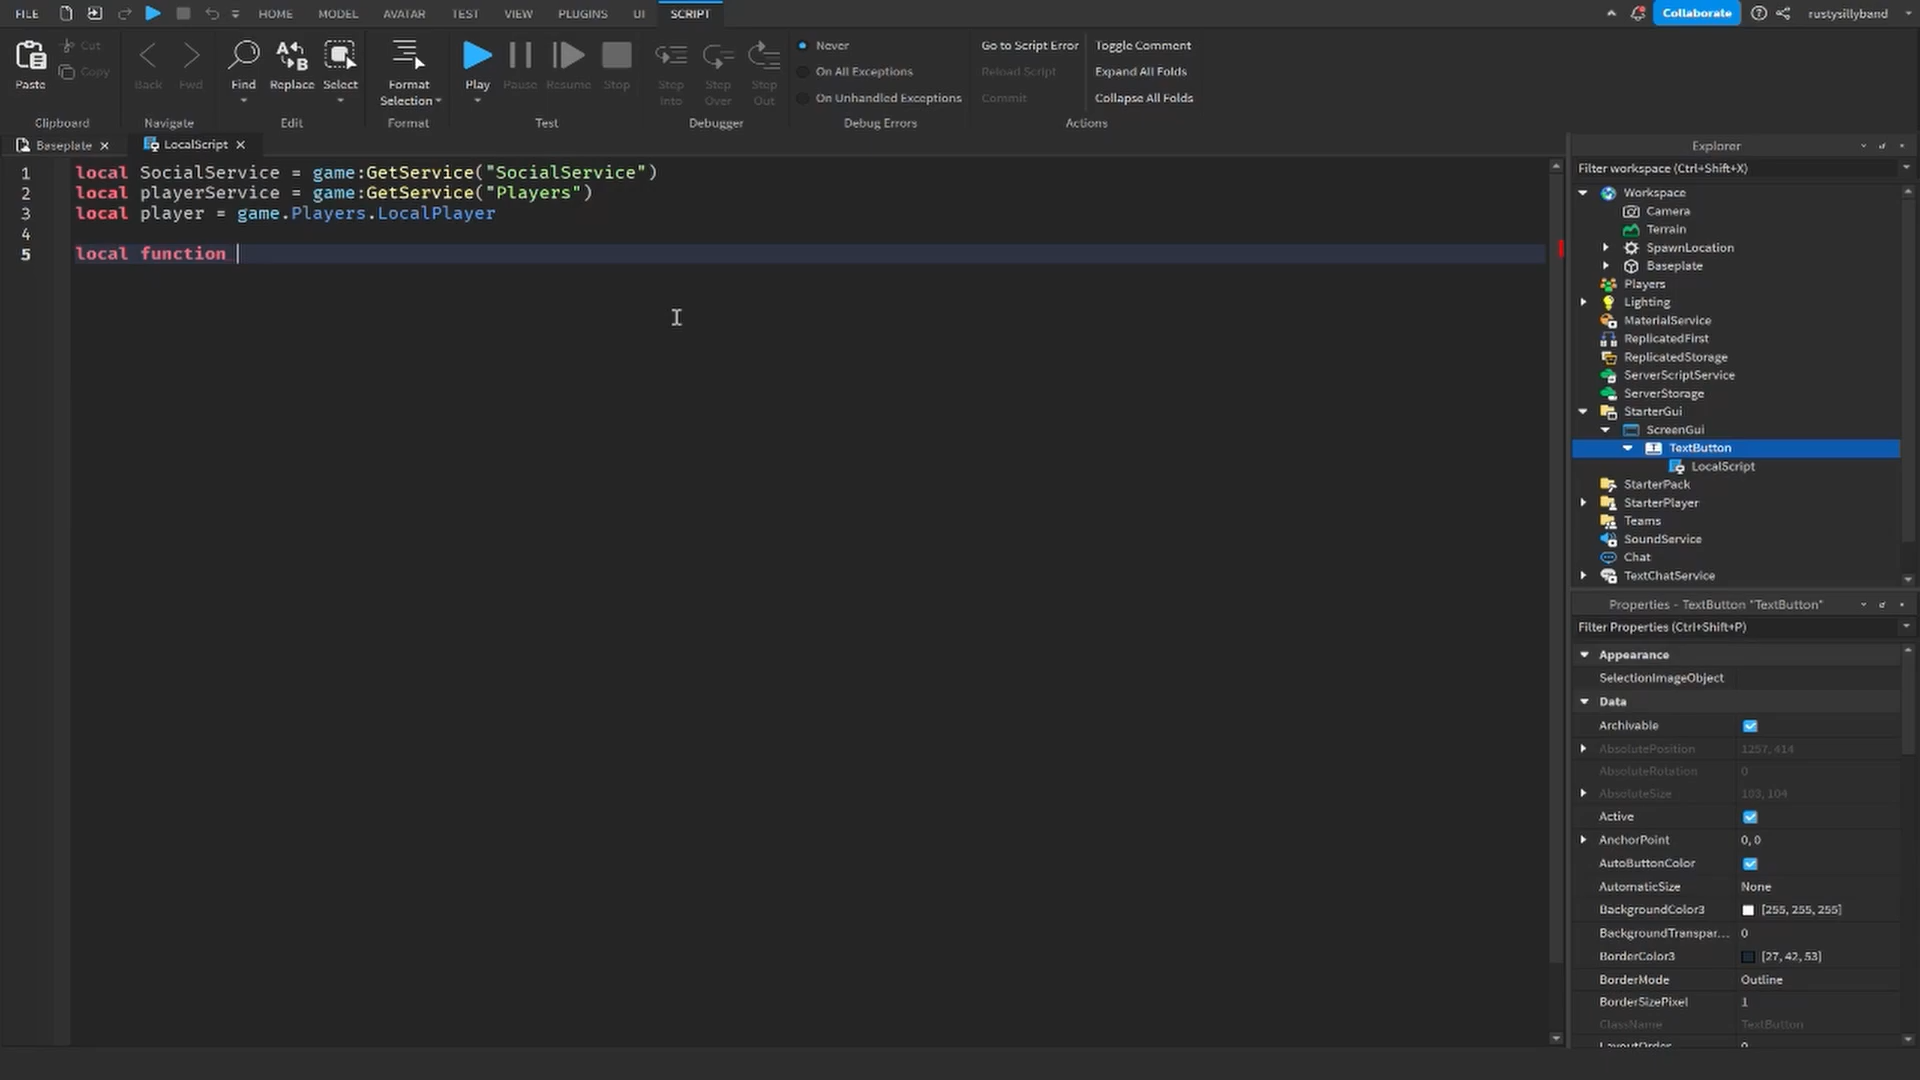 FILE HOME MODEL AVATAR TEST VIEW PLUGINS UI SCRIPT Collaborate rustysillyband
Paste Cut Copy Back Fwd Find Replace Select Format Selection Play Pause Resume Stop Step Into Step Over Step Out
Never
On All Exceptions
On Unhandled Exceptions
Go to Script Error
Reload Script
Commit
Toggle Comment
Expand All Folds
Collapse All Folds
Clipboard Navigate Edit Format Test Debugger Debug Errors Actions
Baseplate LocalScript
1 local SocialService = game:GetService("SocialService")
2 local playerService = game:GetService("Players")
3 local player = game.Players.LocalPlayer
4
5 local function
Explorer
Filter workspace (Ctrl+Shift+X)
Workspace
Camera
Terrain
SpawnLocation
Baseplate
Players
Lighting
MaterialService
ReplicatedFirst
ReplicatedStorage
ServerScriptService
ServerStorage
StarterGui
ScreenGui
TextButton
LocalScript
StarterPack
StarterPlayer
Teams
SoundService
Chat
TextChatService
Properties - TextButton "TextButton"
Filter Properties (Ctrl+Shift+P)
Appearance
SelectionImageObject
Data
Archivable
AbsolutePosition 1257, 414
AbsoluteRotation 0
AbsoluteSize 103, 104
Active
AnchorPoint 0, 0
AutoButtonColor
AutomaticSize None
BackgroundColor3 [255, 255, 255]
BackgroundTranspar... 0
BorderColor3 [27, 42, 53]
BorderMode Outline
BorderSizePixel 1
ClassName TextButton
LayoutOrder 0